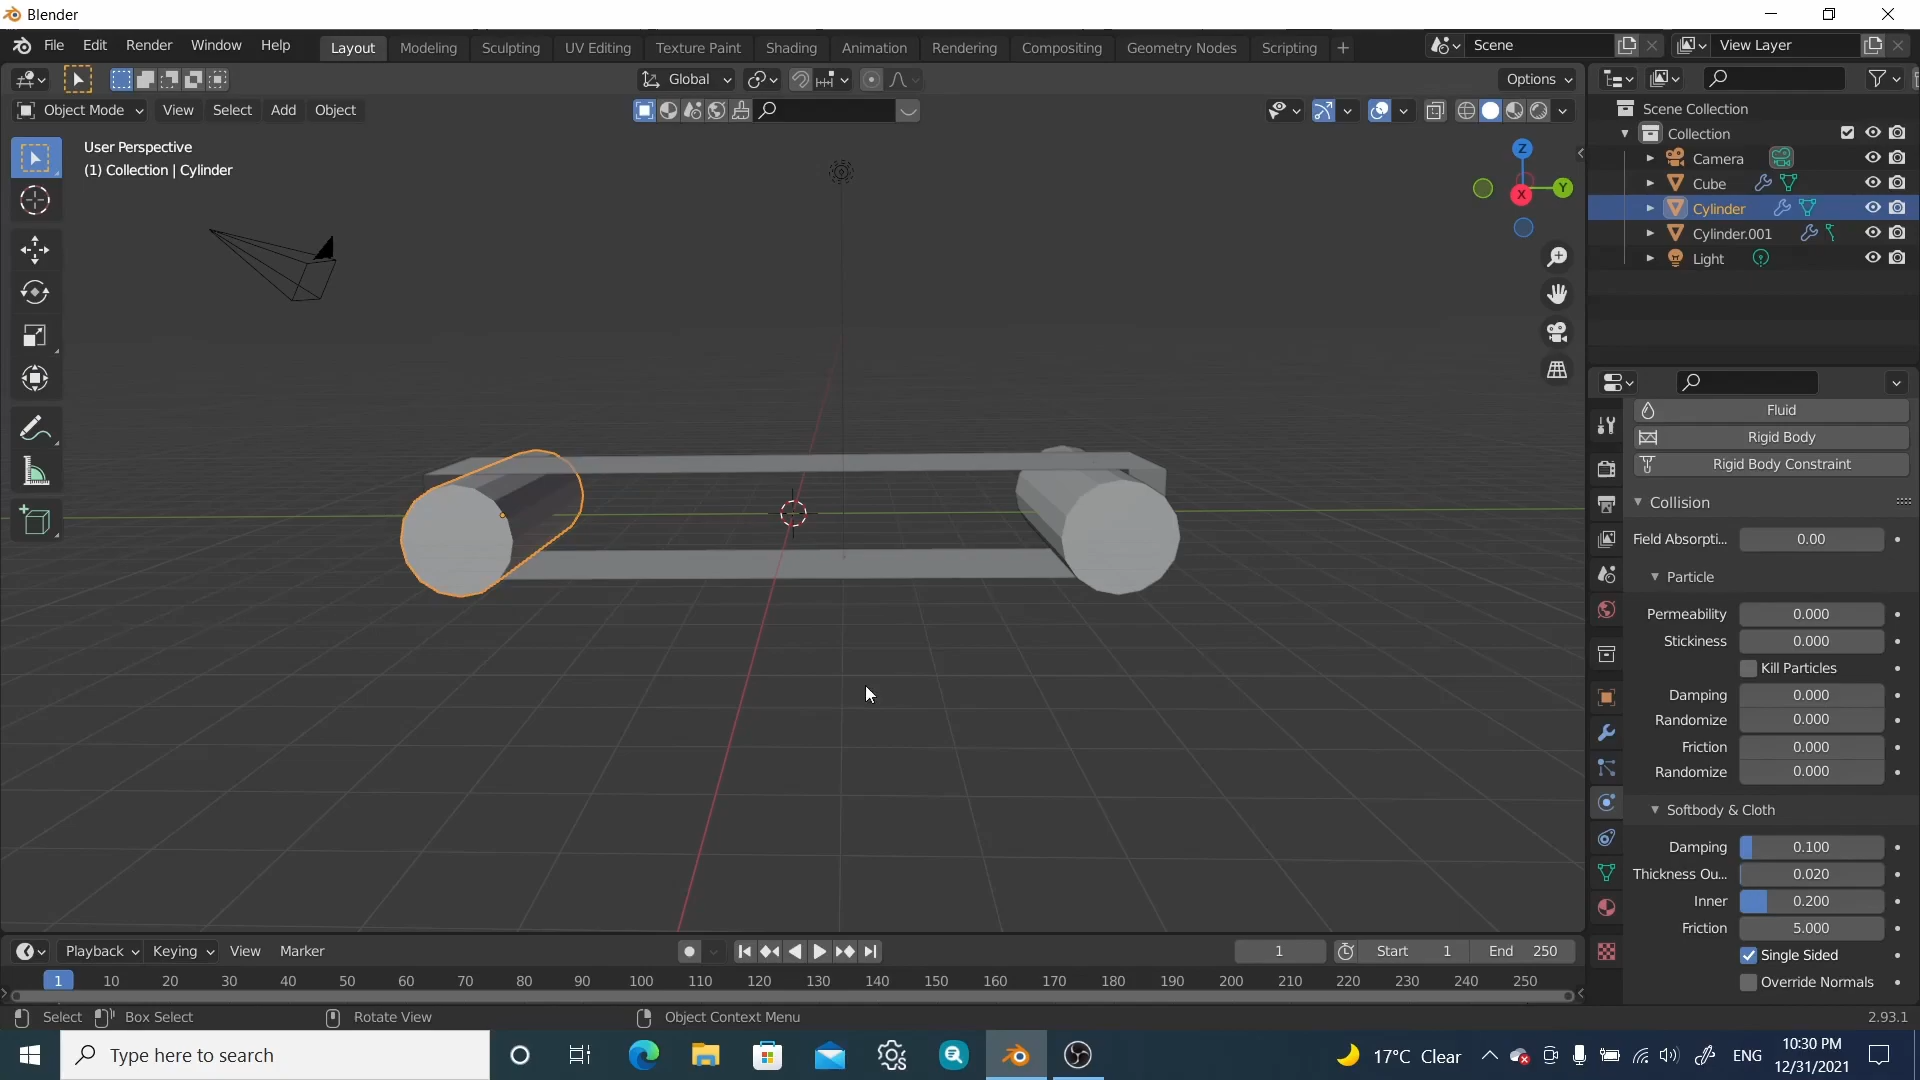 Blender
File Edit Render Window Help
Layout Modeling Sculpting UV Editing Texture Paint Shading Animation Rendering Compositing Geometry Nodes Scripting +
Scene
View Layer
Global
Options
Object Mode View Select Add Object
User Perspective
(1) Collection | Cylinder
Z
Y
X
Scene Collection
Collection
Camera
Cube
Cylinder
Cylinder.001
Light
Fluid
Rigid Body
Rigid Body Constraint
Collision
Field Absorpti... 0.00
Particle
Permeability 0.000
Stickiness 0.000
Kill Particles
Damping 0.000
Randomize 0.000
Friction 0.000
Randomize 0.000
Softbody & Cloth
Damping 0.100
Thickness Ou... 0.020
Inner 0.200
Friction 5.000
Single Sided
Override Normals
Playback Keying View Marker
1 Start 1 End 250
1 10 20 30 40 50 60 70 80 90 100 110 120 130 140 150 160 170 180 190 200 210 220 230 240 250
Select Box Select Rotate View Object Context Menu 2.93.1
Type here to search
17°C Clear
ENG
10:30 PM
12/31/2021